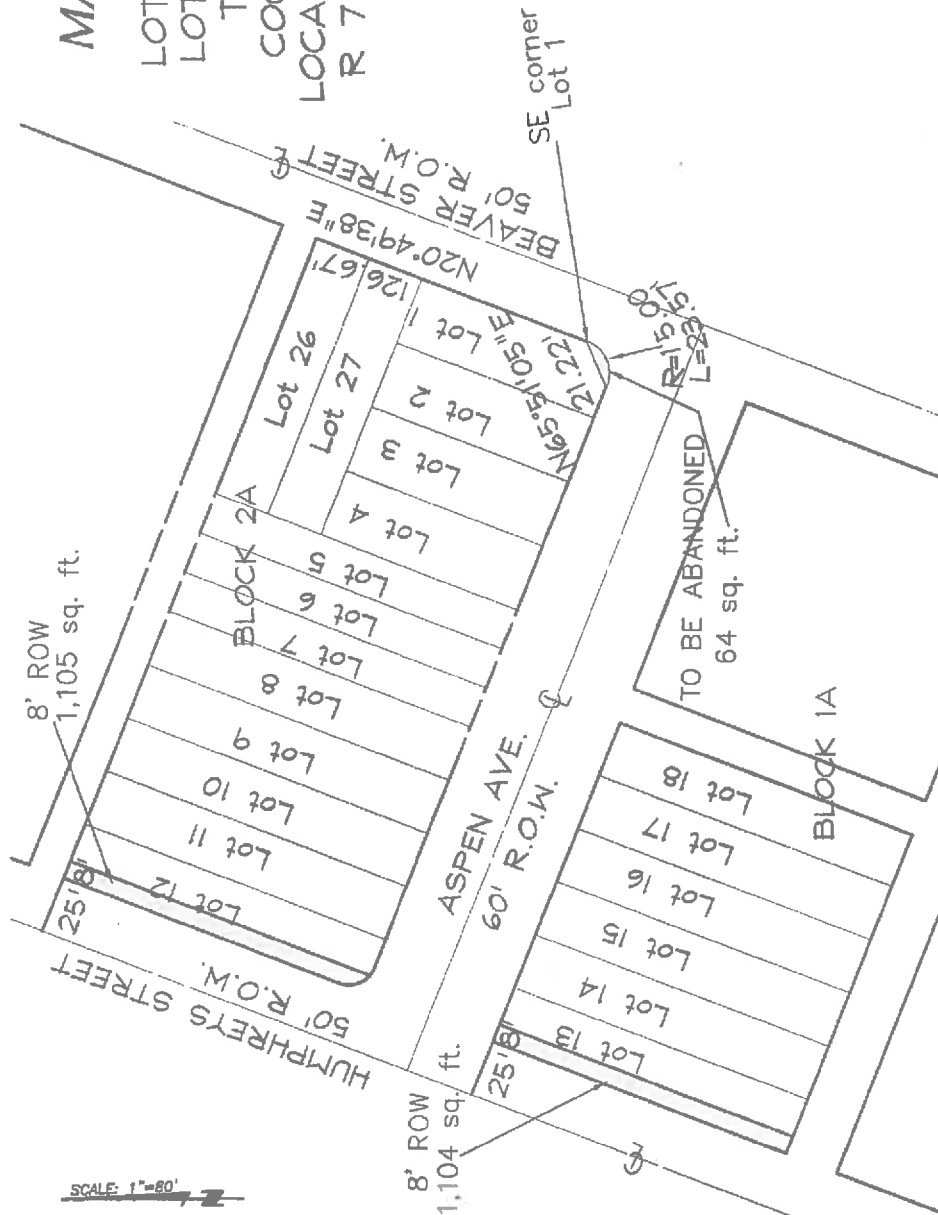 MA
LOT
LOT
T
COC
LOCA
R 7
SE corner
Lot 1
BEAVER STREET
50' R.O.W.
N20°49'38"E
126.67'
Lot 26
Lot 27
Lot 1
Lot 2
Lot 3
Lot 4
Lot 5
Lot 6
Lot 7
Lot 8
Lot 9
Lot 10
Lot 11
Lot 12
BLOCK 2A
N65°51'05"E
21.22'
R=15.00'
L=23.57'
8' ROW
1,105 sq. ft.
25'
8'
TO BE ABANDONED
64 sq. ft.
ASPEN AVE.
60' R.O.W.
HUMPHREYS STREET
50' R.O.W.
BLOCK 1A
Lot 18
Lot 17
Lot 16
Lot 15
Lot 14
Lot 13
25'
8'
8' ROW
1,104 sq. ft.
SCALE: 1"=80'